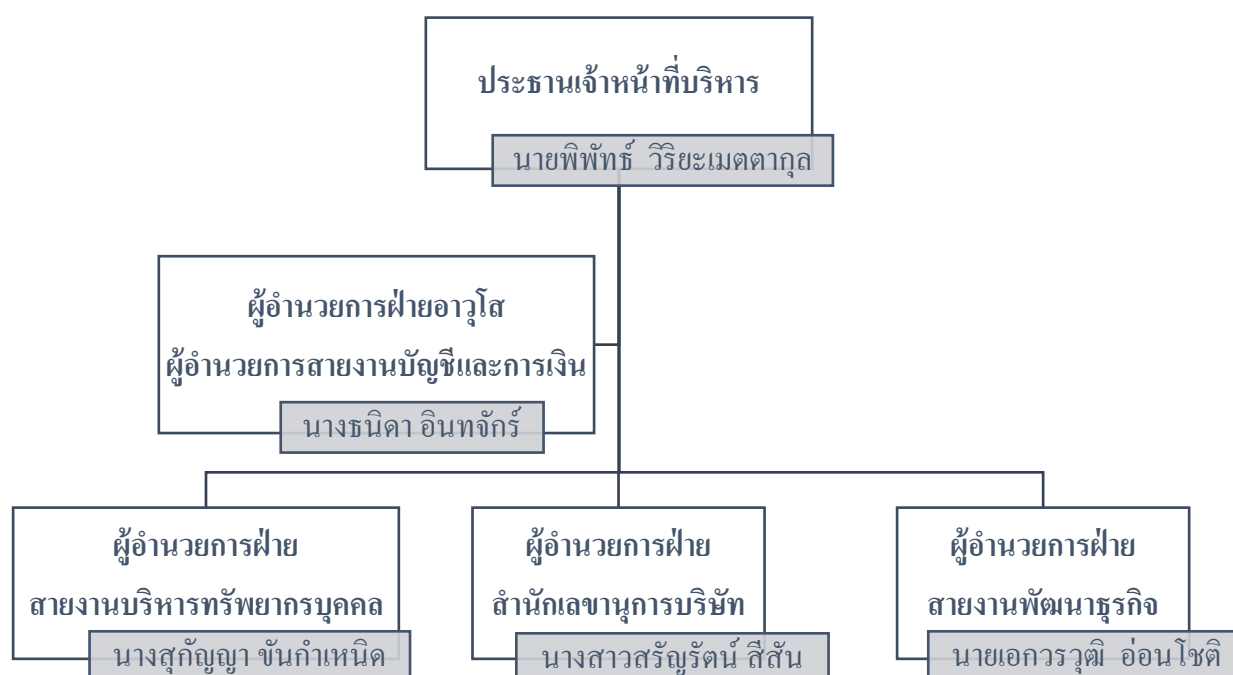 ประธานเจ้าหน้าที่บริหาร
นายพิพัทธ์ วิริยะเมตตากุล
ผู้อำนวยการฝ่ายอาวุโส
ผู้อำนวยการสายงานบัญชีและการเงิน
นางธนิดา อินทจักร์
ผู้อำนวยการฝ่าย
สายงานบริหารทรัพยากรบุคคล
นางสุกัญญา ขันกำเหนิด
ผู้อำนวยการฝ่าย
สำนักเลขานุการบริษัท
นางสาวสรัญรัตน์ สีสัน
ผู้อำนวยการฝ่าย
สายงานพัฒนาธุรกิจ
นายเอกวรวุฒิ อ่อนโชติ